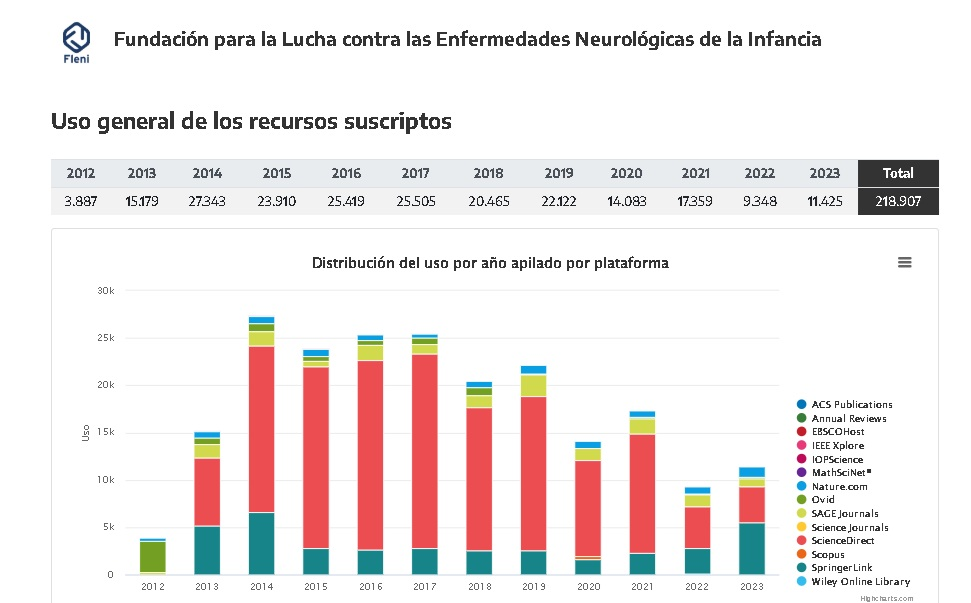 Fleni
Fundación para la Lucha contra las Enfermedades Neurológicas de la Infancia
Uso general de los recursos suscriptos
2012 2013 2014 2015 2016 2017 2018 2019 2020 2021 2022 2023 Total
3.887 15.179 27.343 23.910 25.419 25.505 20.465 22.122 14.083 17.359 9.348 11.425 218.907
Distribución del uso por año apilado por plataforma
30k
25k
20k
15k
10k
5k
0
Uso
2012 2013 2014 2015 2016 2017 2018 2019 2020 2021 2022 2023
ACS Publications
Annual Reviews
EBSCOHost
IEEE Xplore
IOPScience
MathSciNet®
Nature.com
Ovid
SAGE Journals
Science Journals
ScienceDirect
Scopus
SpringerLink
Wiley Online Library
Highcharts.com